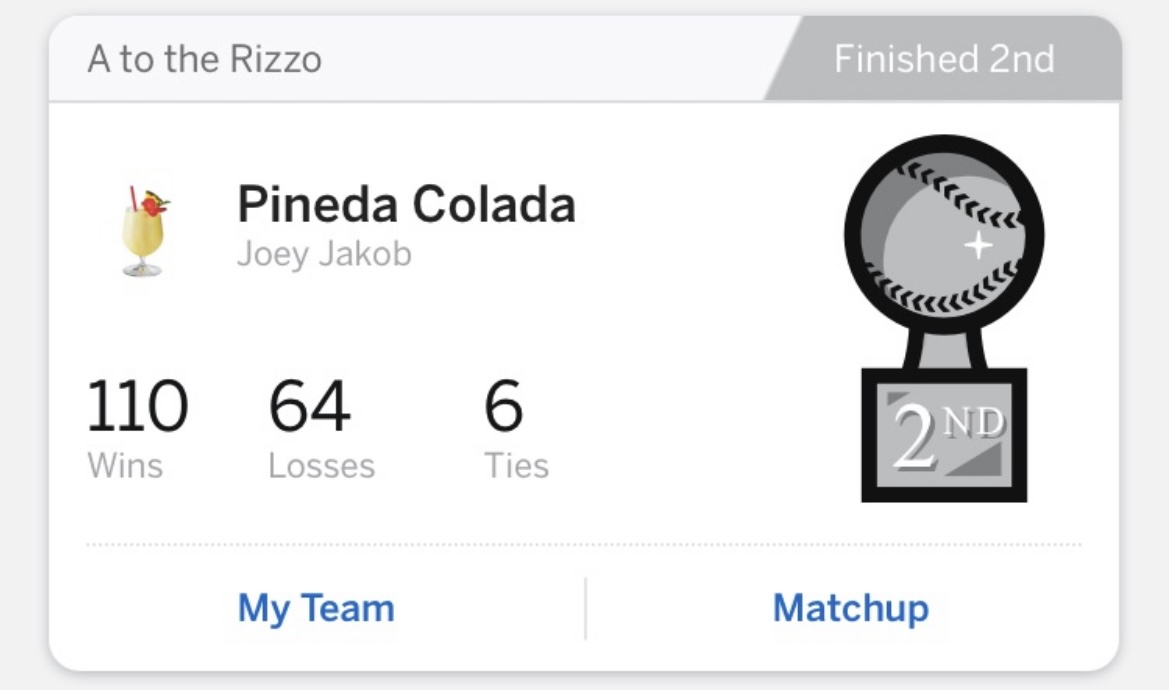 A to the Rizzo
Finished 2nd
Pineda Colada
Joey Jakob
110 64 6
Wins Losses Ties
2ND
My Team Matchup